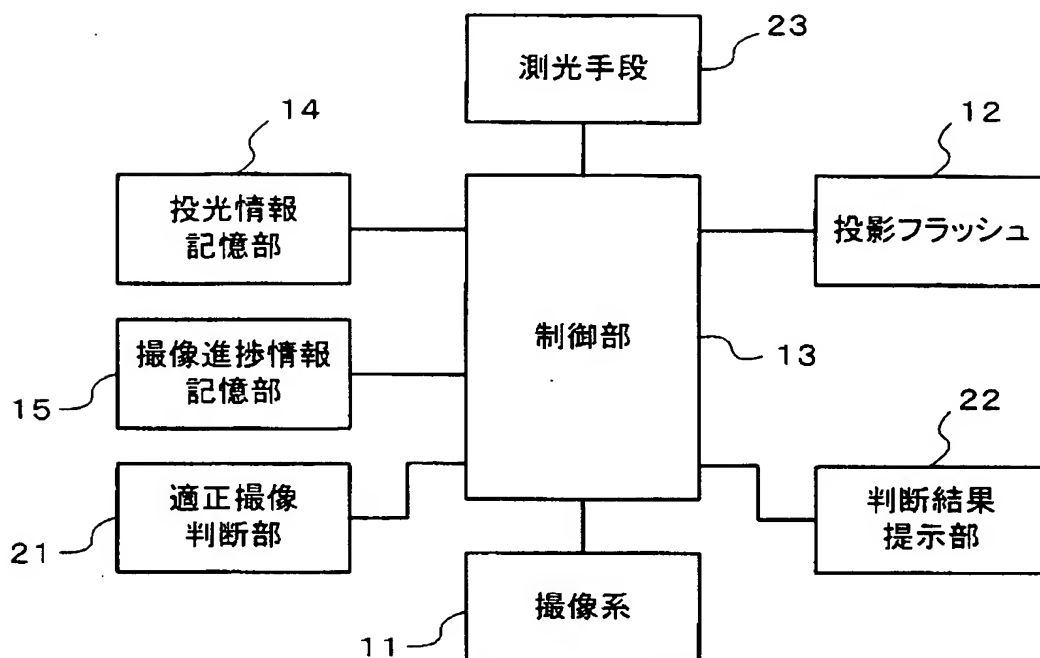 23
測光手段
14
12
投光情報
記憶部
投影フラッシュ
撮像進捗情報
記憶部
制御部
13
15
22
適正撮像
判断部
判断結果
提示部
21
撮像系
11